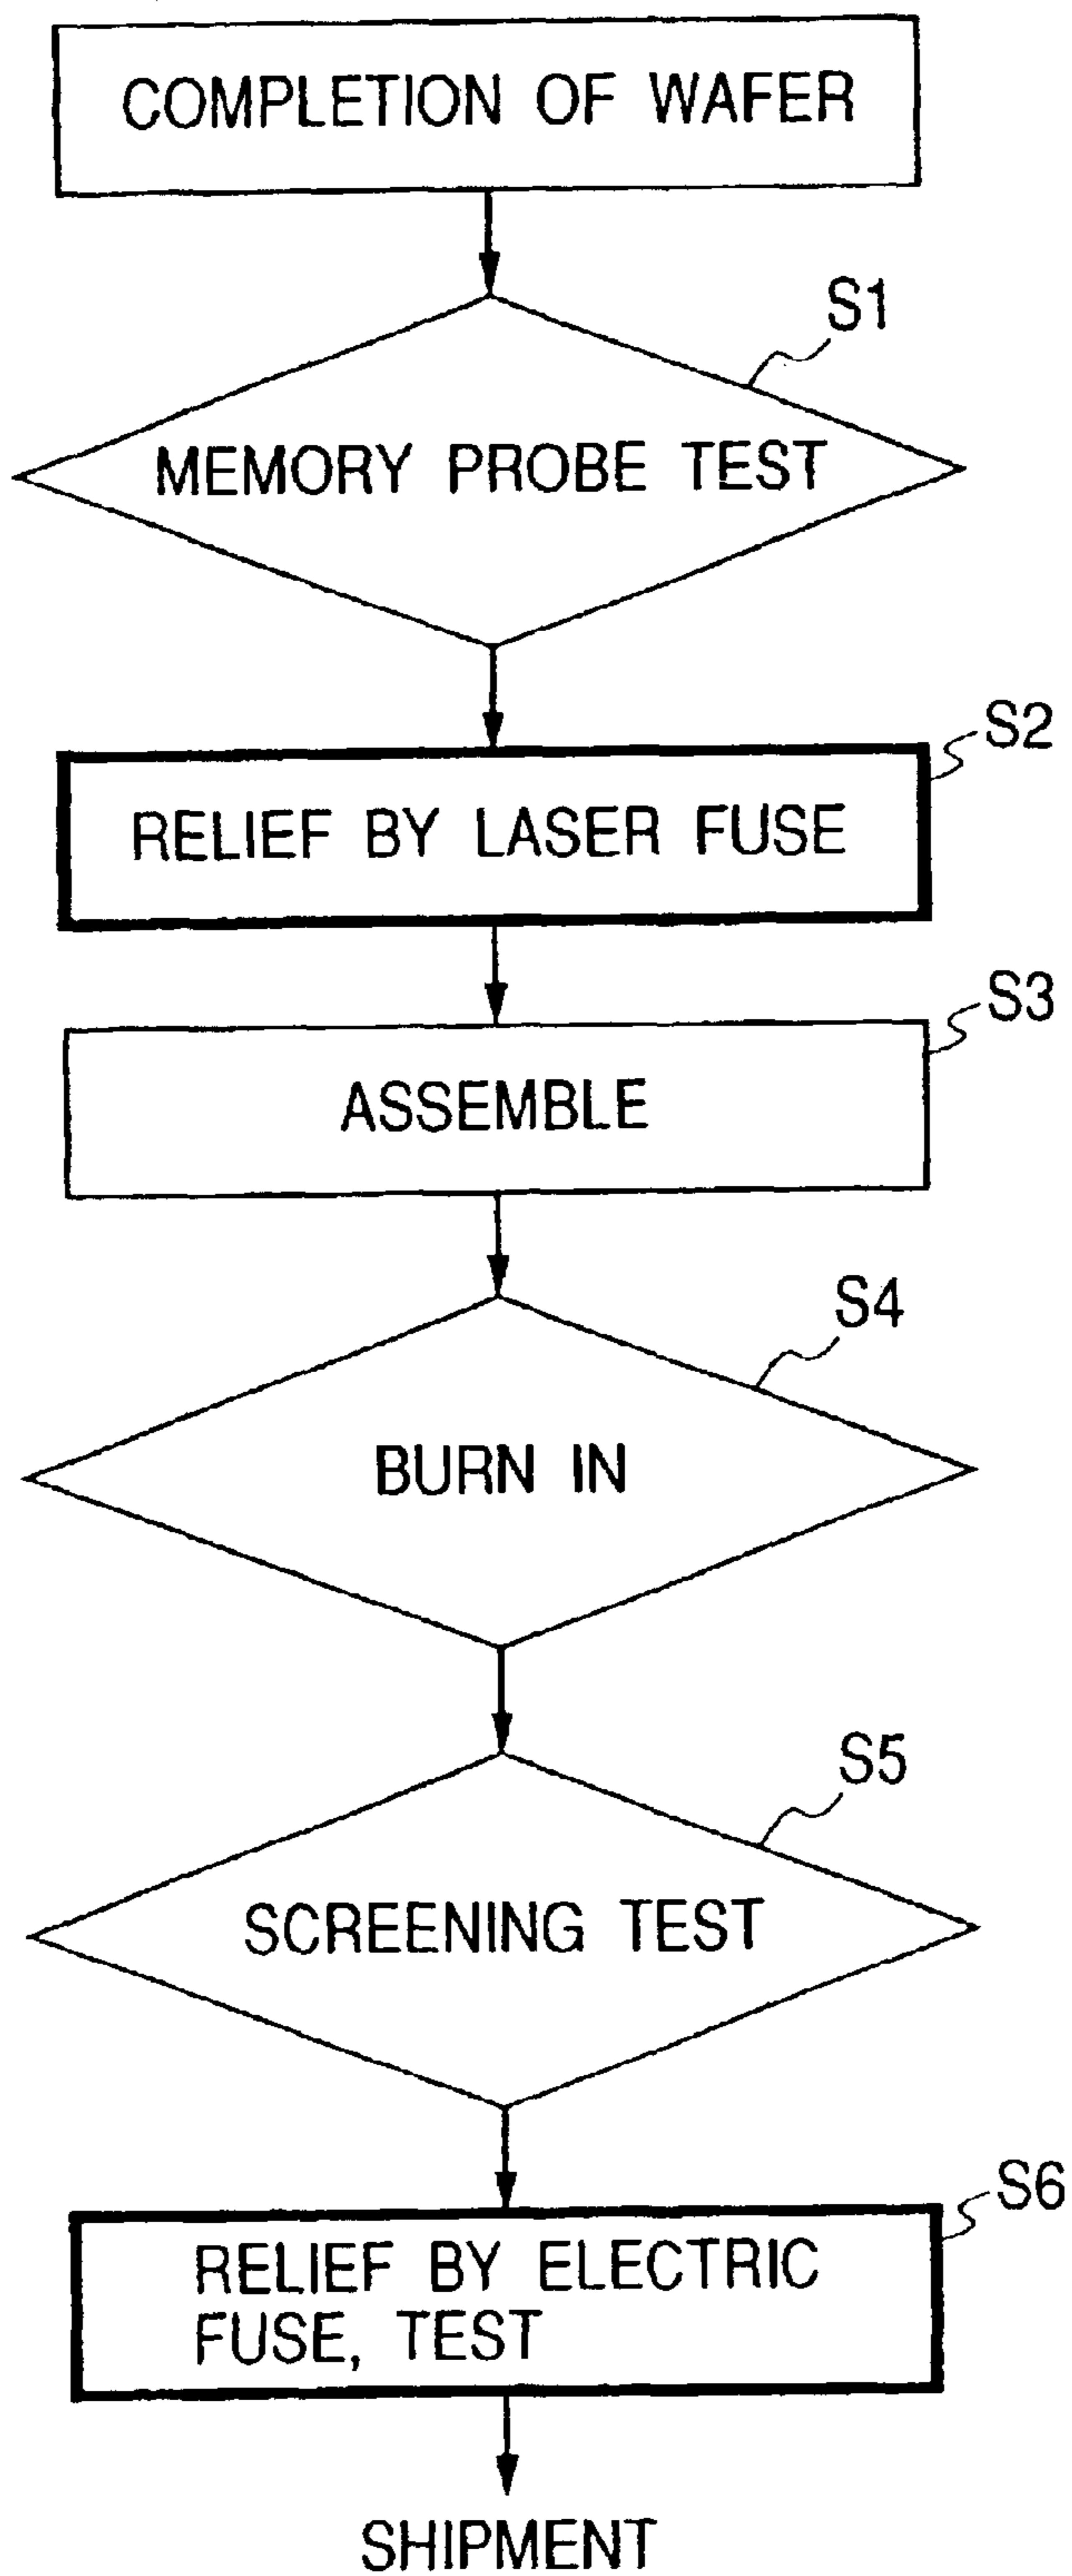 COMPLETION OF WAFER
S1
MEMORY PROBE TEST
S2
RELIEF BY LASER FUSE
S3
ASSEMBLE
S4
BURN IN
S5
SCREENING TEST
S6
RELIEF BY ELECTRIC
FUSE, TEST
SHIPMENT